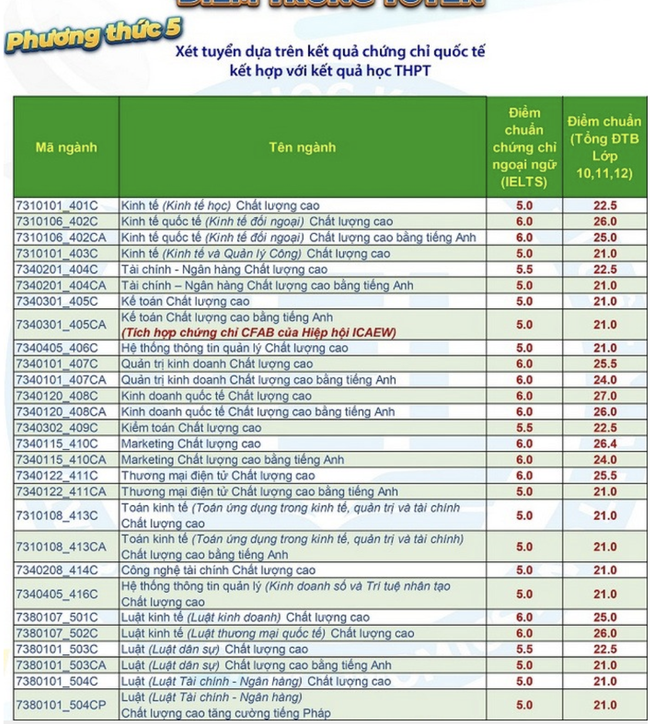 ĐIỂM TRÚNG TUYỂN
Phương thức 5
Xét tuyển dựa trên kết quả chứng chỉ quốc tế
kết hợp với kết quả học THPT
Mã ngành Tên ngành Điểm chuẩn chứng chỉ ngoại ngữ (IELTS) Điểm chuẩn (Tổng ĐTB Lớp 10,11,12)
7310101_401C Kinh tế (Kinh tế học) Chất lượng cao 5.0 22.5
7310106_402C Kinh tế quốc tế (Kinh tế đối ngoại) Chất lượng cao 6.0 26.0
7310106_402CA Kinh tế quốc tế (Kinh tế đối ngoại) Chất lượng cao bằng tiếng Anh 6.0 25.0
7310101_403C Kinh tế (Kinh tế và Quản lý Công) Chất lượng cao 5.0 21.0
7340201_404C Tài chính - Ngân hàng Chất lượng cao 5.5 22.5
7340201_404CA Tài chính – Ngân hàng Chất lượng cao bằng tiếng Anh 5.0 21.0
7340301_405C Kế toán Chất lượng cao 5.0 21.0
7340301_405CA Kế toán Chất lượng cao bằng tiếng Anh 5.0 21.0
(Tích hợp chứng chỉ CFAB của Hiệp hội ICAEW)
7340405_406C Hệ thống thông tin quản lý Chất lượng cao 5.0 21.0
7340101_407C Quản trị kinh doanh Chất lượng cao 6.0 25.5
7340101_407CA Quản trị kinh doanh Chất lượng cao bằng tiếng Anh 6.0 24.0
7340120_408C Kinh doanh quốc tế Chất lượng cao 6.0 27.0
7340120_408CA Kinh doanh quốc tế Chất lượng cao bằng tiếng Anh 6.0 26.0
7340302_409C Kiểm toán Chất lượng cao 5.5 22.5
7340115_410C Marketing Chất lượng cao 6.0 26.4
7340115_410CA Marketing Chất lượng cao bằng tiếng Anh 6.0 24.0
7340122_411C Thương mại điện tử Chất lượng cao 6.0 25.5
7340122_411CA Thương mại điện tử Chất lượng cao bằng tiếng Anh 5.0 21.0
7310108_413C Toán kinh tế (Toán ứng dụng trong kinh tế, quản trị và tài chính 5.0 21.0
Chất lượng cao
7310108_413CA Toán kinh tế (Toán ứng dụng trong kinh tế, quản trị và tài chính) 5.0 21.0
Chất lượng cao bằng tiếng Anh
7340208_414C Công nghệ tài chính Chất lượng cao 5.0 21.0
7340405_416C Hệ thống thông tin quản lý (Kinh doanh số và Trí tuệ nhân tạo 5.0 21.0
Chất lượng cao
7380107_501C Luật kinh tế (Luật kinh doanh) Chất lượng cao 6.0 25.0
7380107_502C Luật kinh tế (Luật thương mại quốc tế) Chất lượng cao 6.0 26.0
7380101_503C Luật (Luật dân sự) Chất lượng cao 5.5 22.5
7380101_503CA Luật (Luật dân sự) Chất lượng cao bằng tiếng Anh 5.0 21.0
7380101_504C Luật (Luật Tài chính - Ngân hàng) Chất lượng cao 5.0 21.0
7380101_504CP Luật (Luật Tài chính - Ngân hàng) 5.0 21.0
Chất lượng cao tăng cường tiếng Pháp